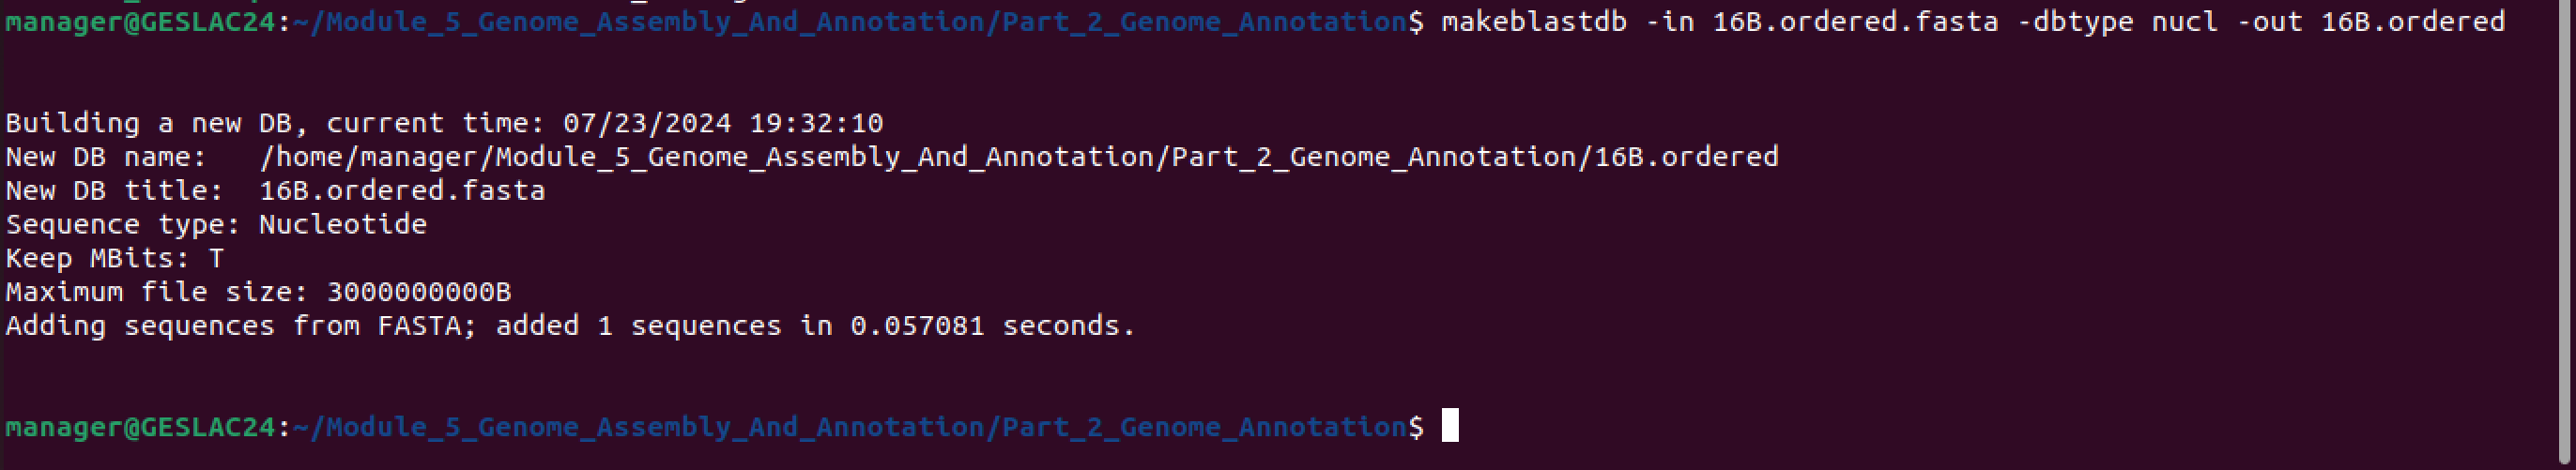 manager@GESLAC24:~/Module_5_Genome_Assembly_And_Annotation/Part_2_Genome_Annotation$ makeblastdb -in 16B.ordered.fasta -dbtype nucl -out 16B.ordered
Building a new DB, current time: 07/23/2024 19:32:10
New DB name:   /home/manager/Module_5_Genome_Assembly_And_Annotation/Part_2_Genome_Annotation/16B.ordered
New DB title:  16B.ordered.fasta
Sequence type: Nucleotide
Keep MBits: T
Maximum file size: 3000000000B
Adding sequences from FASTA; added 1 sequences in 0.057081 seconds.
manager@GESLAC24:~/Module_5_Genome_Assembly_And_Annotation/Part_2_Genome_Annotation$